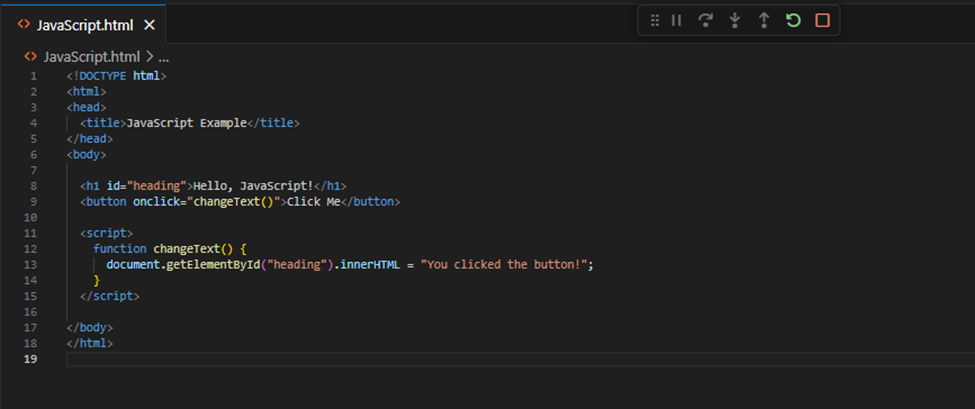 JavaScript.html
JavaScript.html > ...
1 <!DOCTYPE html>
2 <html>
3 <head>
4   <title>JavaScript Example</title>
5 </head>
6 <body>
7
8   <h1 id="heading">Hello, JavaScript!</h1>
9   <button onclick="changeText()">Click Me</button>
10
11   <script>
12     function changeText() {
13       document.getElementById("heading").innerHTML = "You clicked the button!";
14     }
15   </script>
16
17 </body>
18 </html>
19